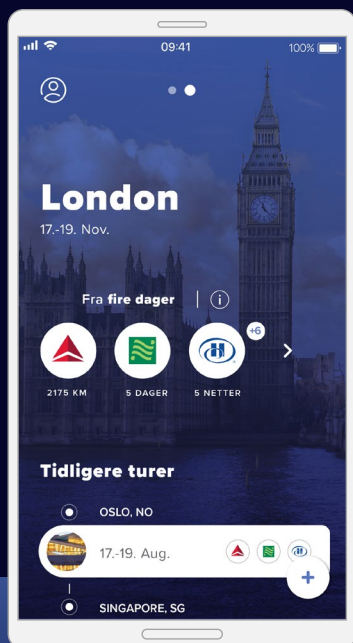 09:41
100%
London
17.-19. Nov.
Fra fire dager
i
+6
2175 KM
5 DAGER
5 NETTER
Tidligere turer
OSLO, NO
17.-19. Aug.
+
SINGAPORE, SG